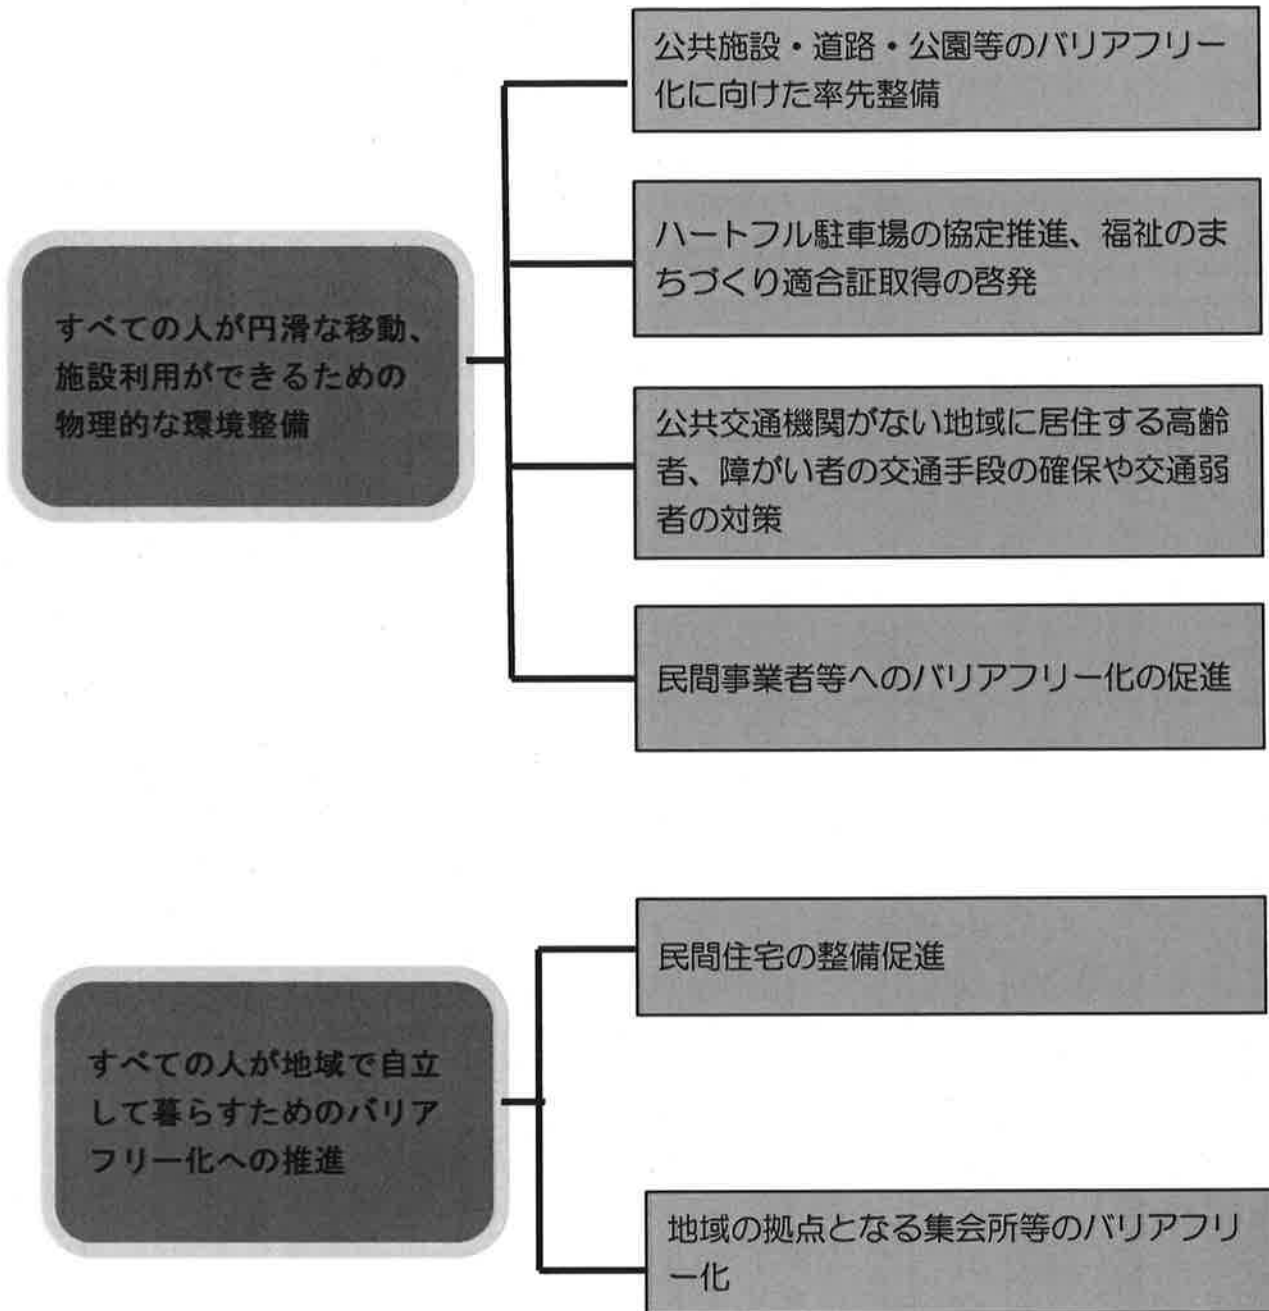 公共施設・道路・公園等のバリアフリー
化に向けた率先整備
ハートフル駐車場の協定推進、福祉のま
ちづくり適合証取得の啓発
すべての人が円滑な移動、
施設利用ができるための
物理的な環境整備
公共交通機関がない地域に居住する高齢
者、障がい者の交通手段の確保や交通弱
者の対策
民間事業者等へのバリアフリー化の促進
民間住宅の整備促進
すべての人が地域で自立
して暮らすためのバリア
フリー化への推進
地域の拠点となる集会所等のバリアフリ
ー化